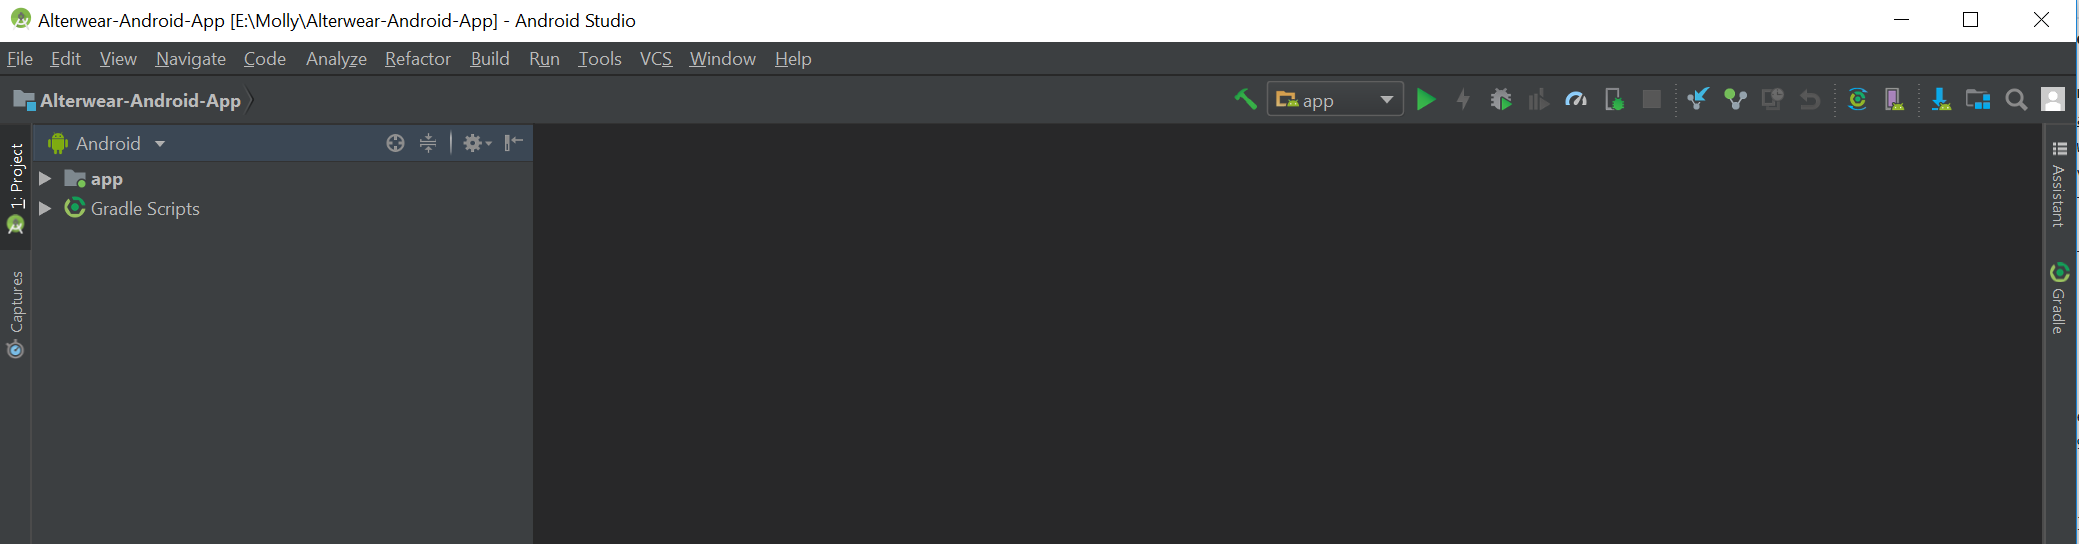 Alterwear-Android-App [E:\Molly\Alterwear-Android-App] - Android Studio
File Edit View Navigate Code Analyze Refactor Build Run Tools VCS Window Help
Alterwear-Android-App
app
Android
app
Gradle Scripts
1: Project
Captures
Assistant
Gradle